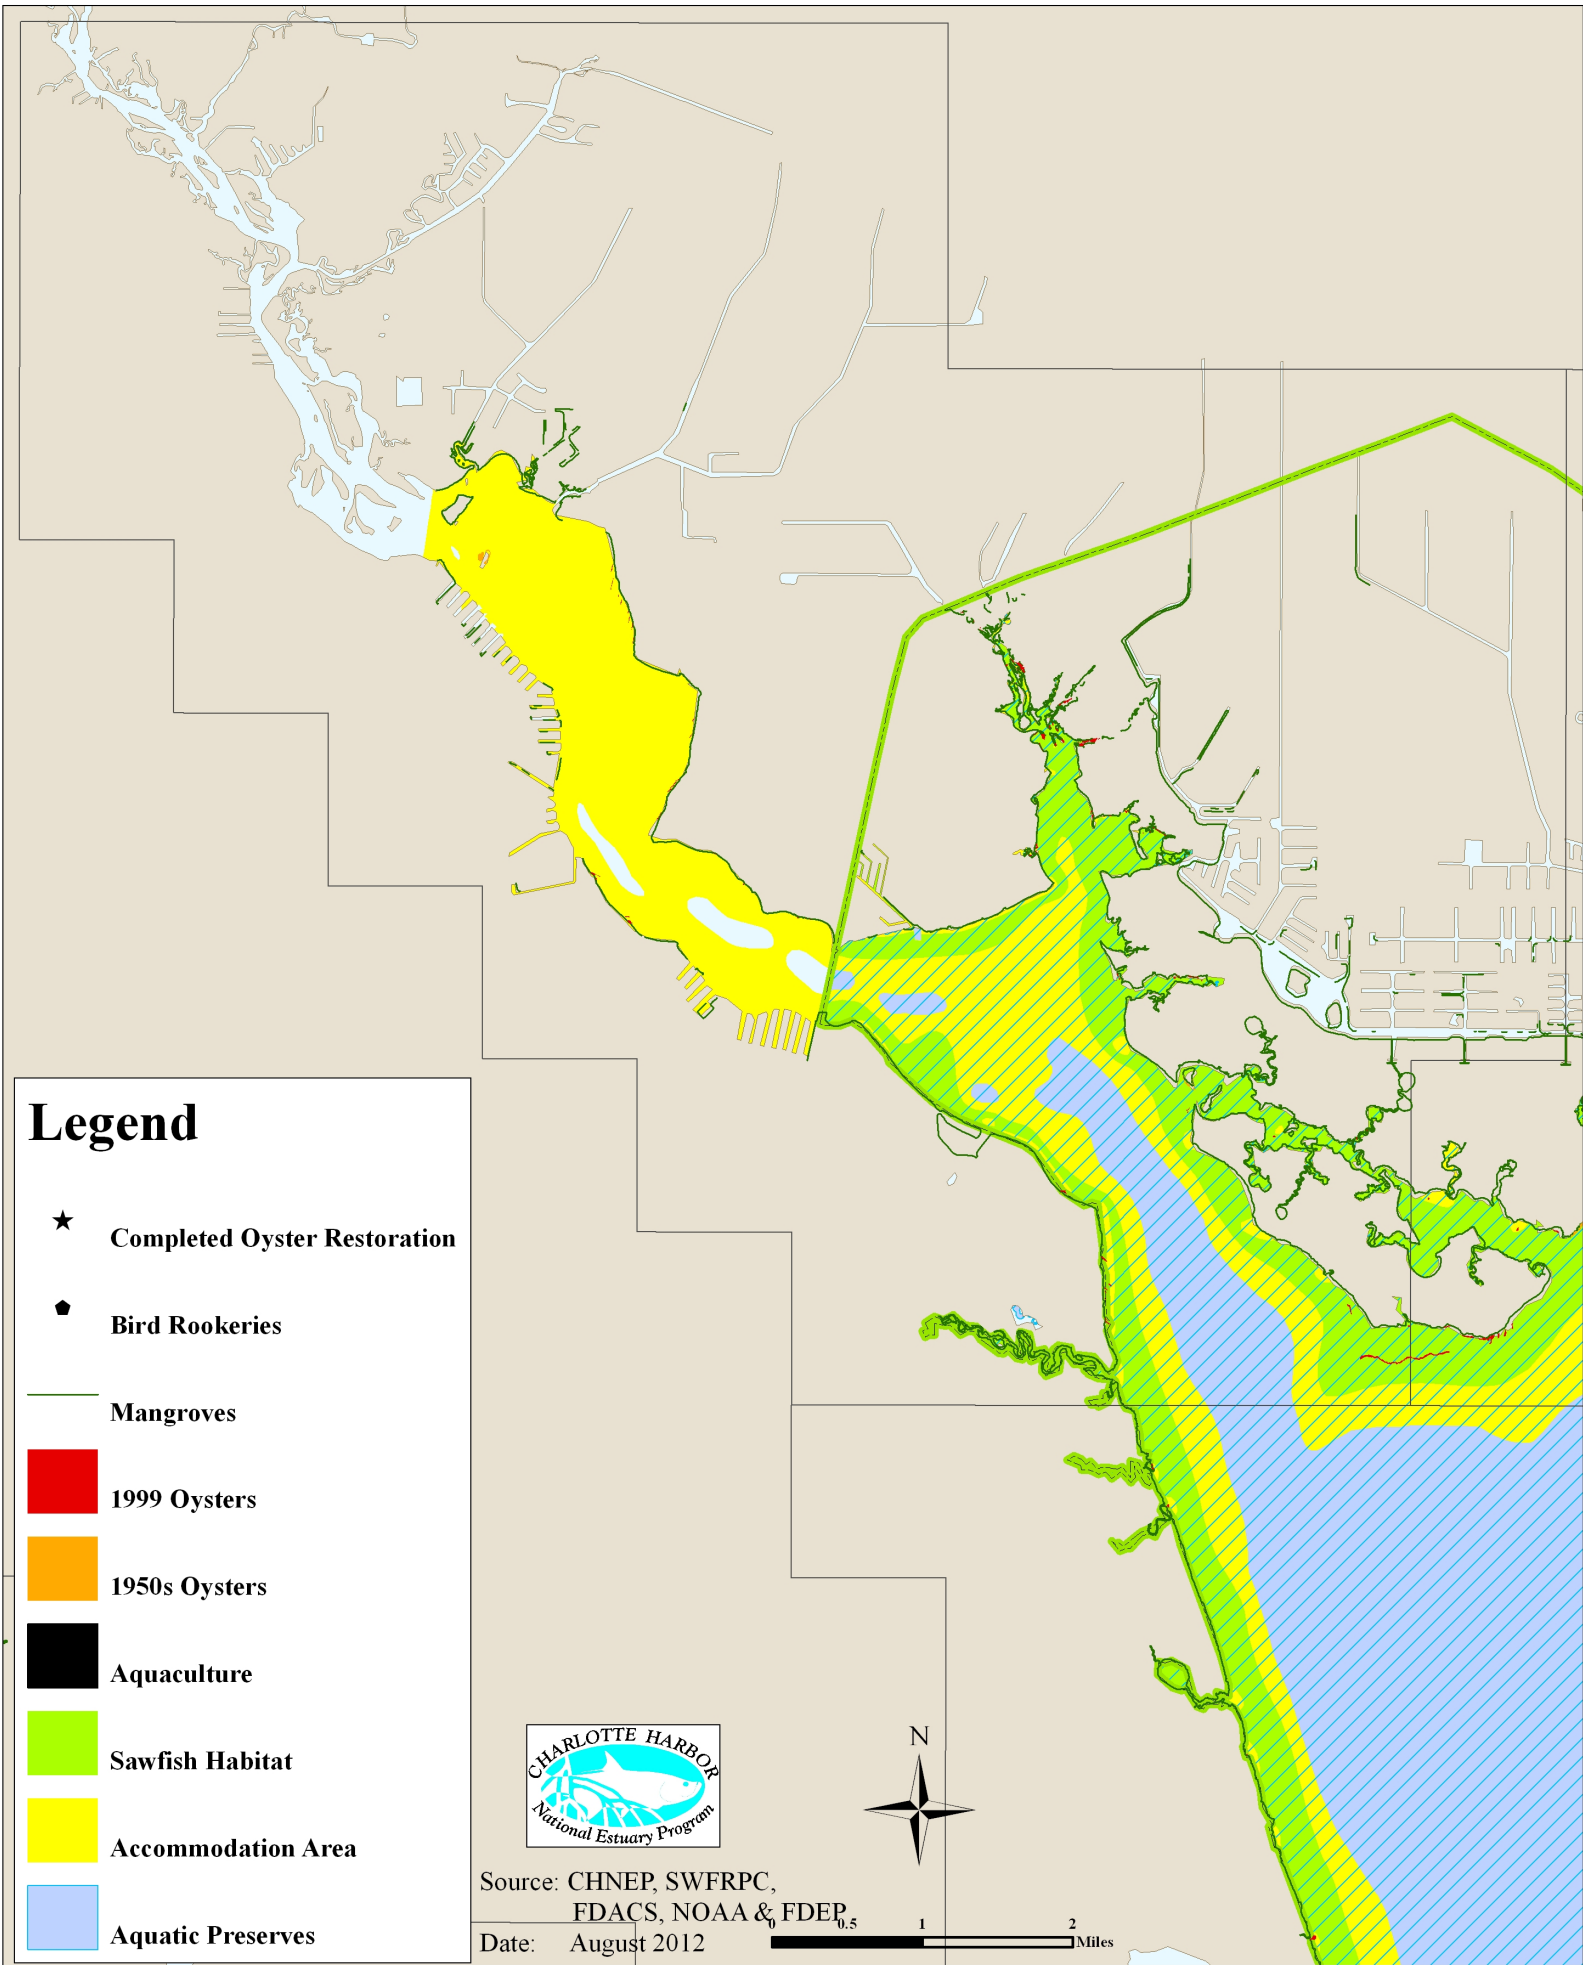 Legend
Completed Oyster Restoration
Bird Rookeries
Mangroves
1999 Oysters
1950s Oysters
Aquaculture
Sawfish Habitat
Accommodation Area
Aquatic Preserves
CHARLOTTE HARBOR
National Estuary Program
N
Source: CHNEP, SWFRPC,
FDACS, NOAA & FDEP
Date: August 2012
0 0.5 1 2
Miles